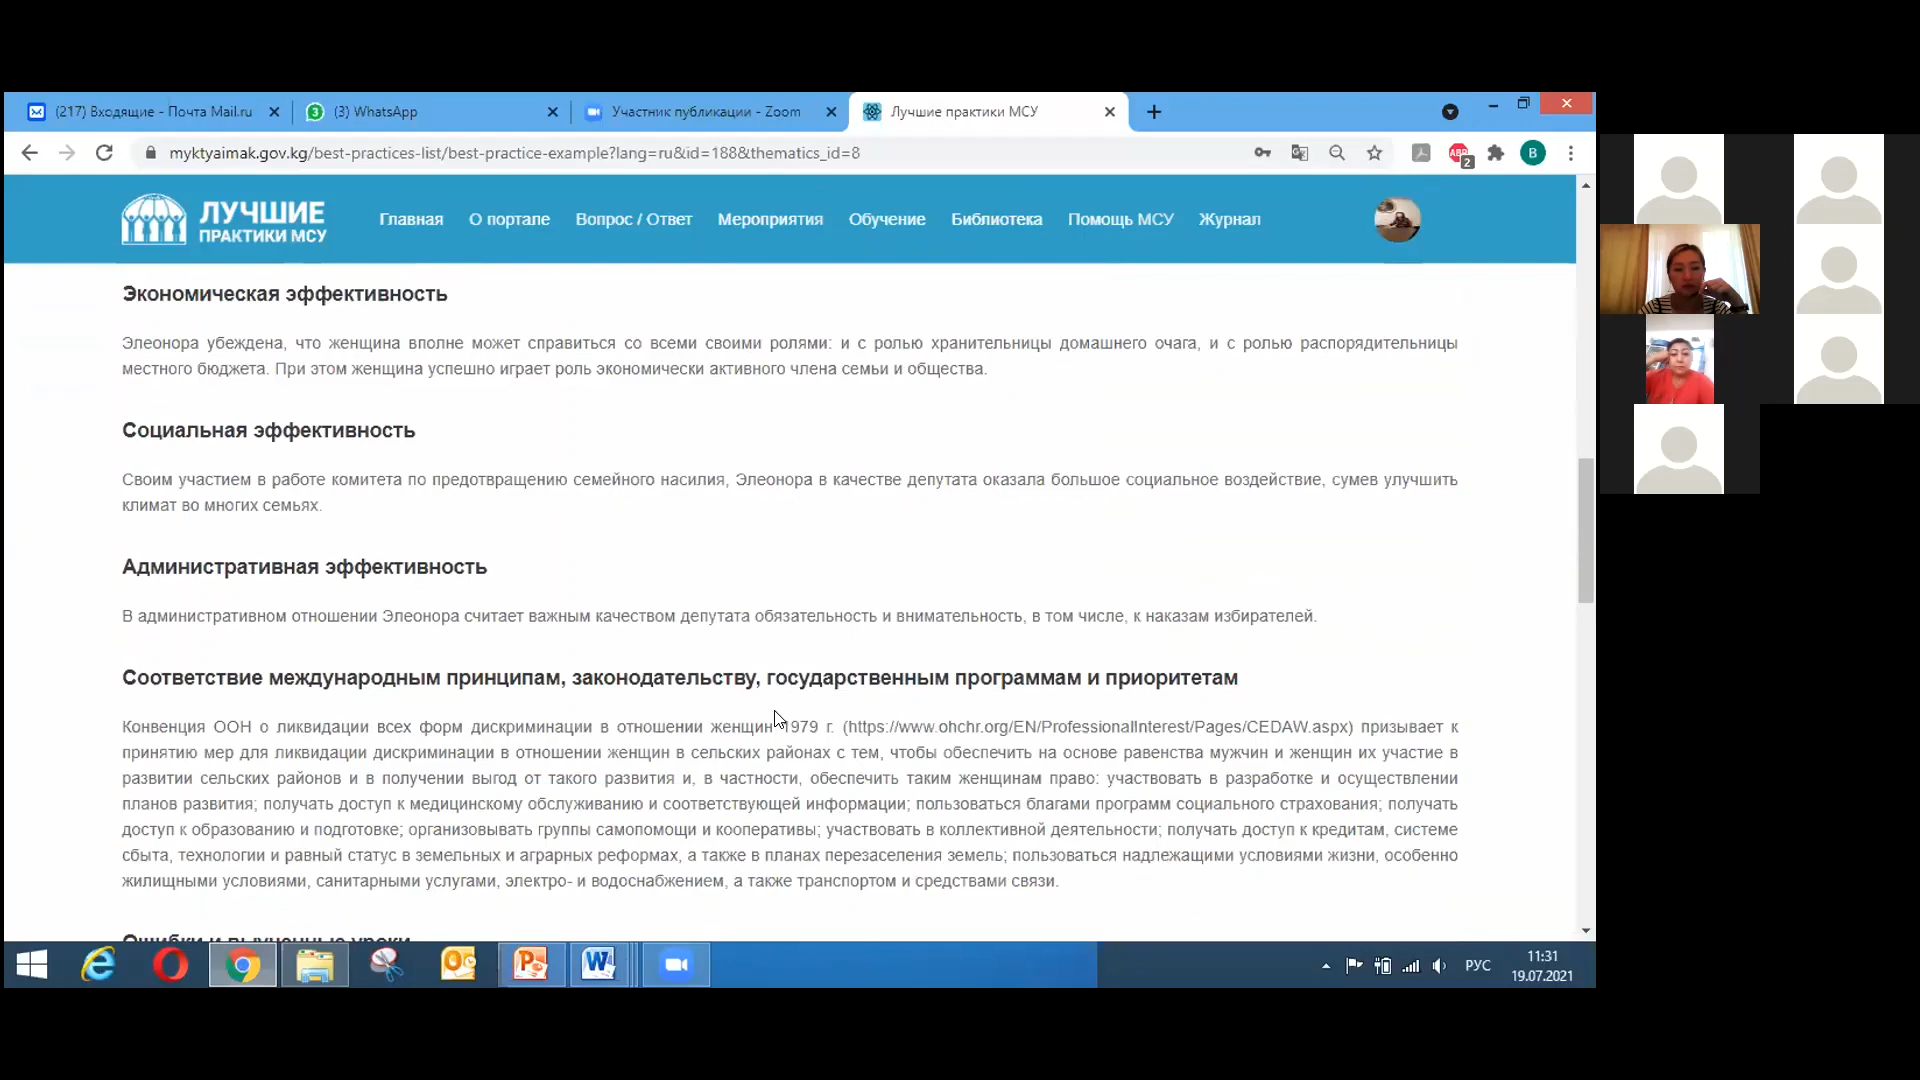 (217) Входящие - Почта Mail.ru
3
(3) WhatsApp
Участник публикации - Zoom
Лучшие практики МСУ
myktyaimak.gov.kg/best-practices-list/best-practice-example?lang=ru&id=188&thematics_id=8
ABP
2
B
ЛУЧШИЕ
ПРАКТИКИ МСУ
Главная
О портале
Вопрос / Ответ
Мероприятия
Обучение
Библиотека
Помощь МСУ
Журнал
Экономическая эффективность
Элеонора убеждена, что женщина вполне может справиться со всеми своими ролями: и с ролью хранительницы домашнего очага, и с ролью распорядительницы
местного бюджета. При этом женщина успешно играет роль экономически активного члена семьи и общества.
Социальная эффективность
Своим участием в работе комитета по предотвращению семейного насилия, Элеонора в качестве депутата оказала большое социальное воздействие, сумев улучшить
климат во многих семьях.
Административная эффективность
В административном отношении Элеонора считает важным качеством депутата обязательность и внимательность, в том числе, к наказам избирателей.
Соответствие международным принципам, законодательству, государственным программам и приоритетам
Конвенция ООН о ликвидации всех форм дискриминации в отношении женщин 1979 г. (https://www.ohchr.org/EN/ProfessionalInterest/Pages/CEDAW.aspx) призывает к
принятию мер для ликвидации дискриминации в отношении женщин в сельских районах с тем, чтобы обеспечить на основе равенства мужчин и женщин их участие в
развитии сельских районов и в получении выгод от такого развития и, в частности, обеспечить таким женщинам право: участвовать в разработке и осуществлении
планов развития; получать доступ к медицинскому обслуживанию и соответствующей информации; пользоваться благами программ социального страхования; получать
доступ к образованию и подготовке; организовывать группы самопомощи и кооперативы; участвовать в коллективной деятельности; получать доступ к кредитам, системе
сбыта, технологии и равный статус в земельных и аграрных реформах, а также в планах перезаселения земель; пользоваться надлежащими условиями жизни, особенно
жилищными условиями, санитарными услугами, электро- и водоснабжением, а также транспортом и средствами связи.
Ошибки и выученные уроки
РУС
11:31
19.07.2021